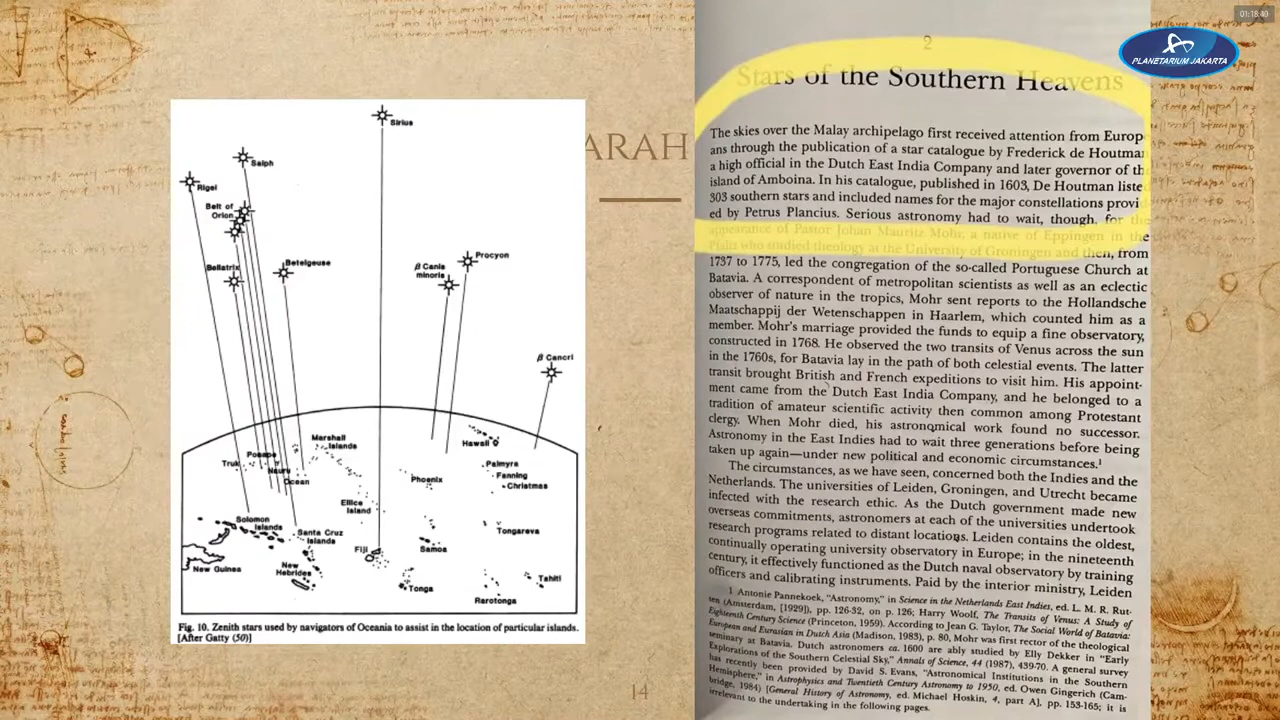 01:18:40
PLANETARIUM JAKARTA
ARAH
Sirius
Saiph
Rigel
Belt of
Orion
Bellatrix
Betelgeuse
β Canis
minoris
Procyon
β Cancri
Marshall
Islands
Hawaii
Truk
Ponape
Nauru
Ocean
Palmyra
Fanning
Christmas
Phoenix
Ellice
Island
Solomon
Islands
Santa Cruz
Islands
Tongareva
Fiji
Samoa
New Guinea
New
Hebrides
Tonga
Tahiti
Rarotonga
Fig. 10. Zenith stars used by navigators of Oceania to assist in the location of particular islands.
[After Gatty (50)]
14
2
Stars of the Southern Heavens
The skies over the Malay archipelago first received attention from Europ-
ans through the publication of a star catalogue by Frederick de Houtman
a high official in the Dutch East India Company and later governor of th
island of Amboina. In his catalogue, published in 1603, De Houtman liste
303 southern stars and included names for the major constellations provi
ed by Petrus Plancius. Serious astronomy had to wait, though, for the
appearance of Pastor Johan Mauritz Mohr, a native of Eppingen in the
Pfalz who studied theology at the University of Groningen and then, from
1737 to 1775, led the congregation of the so-called Portuguese Church at
Batavia. A correspondent of metropolitan scientists as well as an eclectic
observer of nature in the tropics, Mohr sent reports to the Hollandsche
Maatschappij der Wetenschappen in Haarlem, which counted him as a
member. Mohr's marriage provided the funds to equip a fine observatory,
constructed in 1768. He observed the two transits of Venus across the sun
in the 1760s, for Batavia lay in the path of both celestial events. The latter
transit brought British and French expeditions to visit him. His appoint-
ment came from the Dutch East India Company, and he belonged to a
tradition of amateur scientific activity then common among Protestant
clergy. When Mohr died, his astronomical work found no successor.
Astronomy in the East Indies had to wait three generations before being
taken up again—under new political and economic circumstances.¹
The circumstances, as we have seen, concerned both the Indies and the
Netherlands. The universities of Leiden, Groningen, and Utrecht became
infected with the research ethic. As the Dutch government made new
overseas commitments, astronomers at each of the universities undertook
research programs related to distant locations. Leiden contains the oldest,
continually operating university observatory in Europe; in the nineteenth
century, it effectively functioned as the Dutch naval observatory by training
officers and calibrating instruments. Paid by the interior ministry, Leiden
1 Antonie Pannekoek, "Astronomy," in Science in the Netherlands East Indies, ed. L. M. R. Rut-
ten (Amsterdam, [1929]), pp. 126-32, on p. 126; Harry Woolf, The Transits of Venus: A Study of
Eighteenth Century Science (Princeton, 1959). According to Jean G. Taylor, The Social World of Batavia:
European and Eurasian in Dutch Asia (Madison, 1983), p. 80, Mohr was first rector of the theological
seminary at Batavia. Dutch astronomers ca. 1600 are ably studied by Elly Dekker in "Early
Explorations of the Southern Celestial Sky," Annals of Science, 44 (1987), 439-70. A general survey
has recently been provided by David S. Evans, "Astronomical Institutions in the Southern
Hemisphere," in Astrophysics and Twentieth Century Astronomy to 1950, ed. Owen Gingerich (Cam-
bridge, 1984) [General History of Astronomy, ed. Michael Hoskin, 4, part A], pp. 153-165; it is
irrelevant to the undertaking in the following pages.